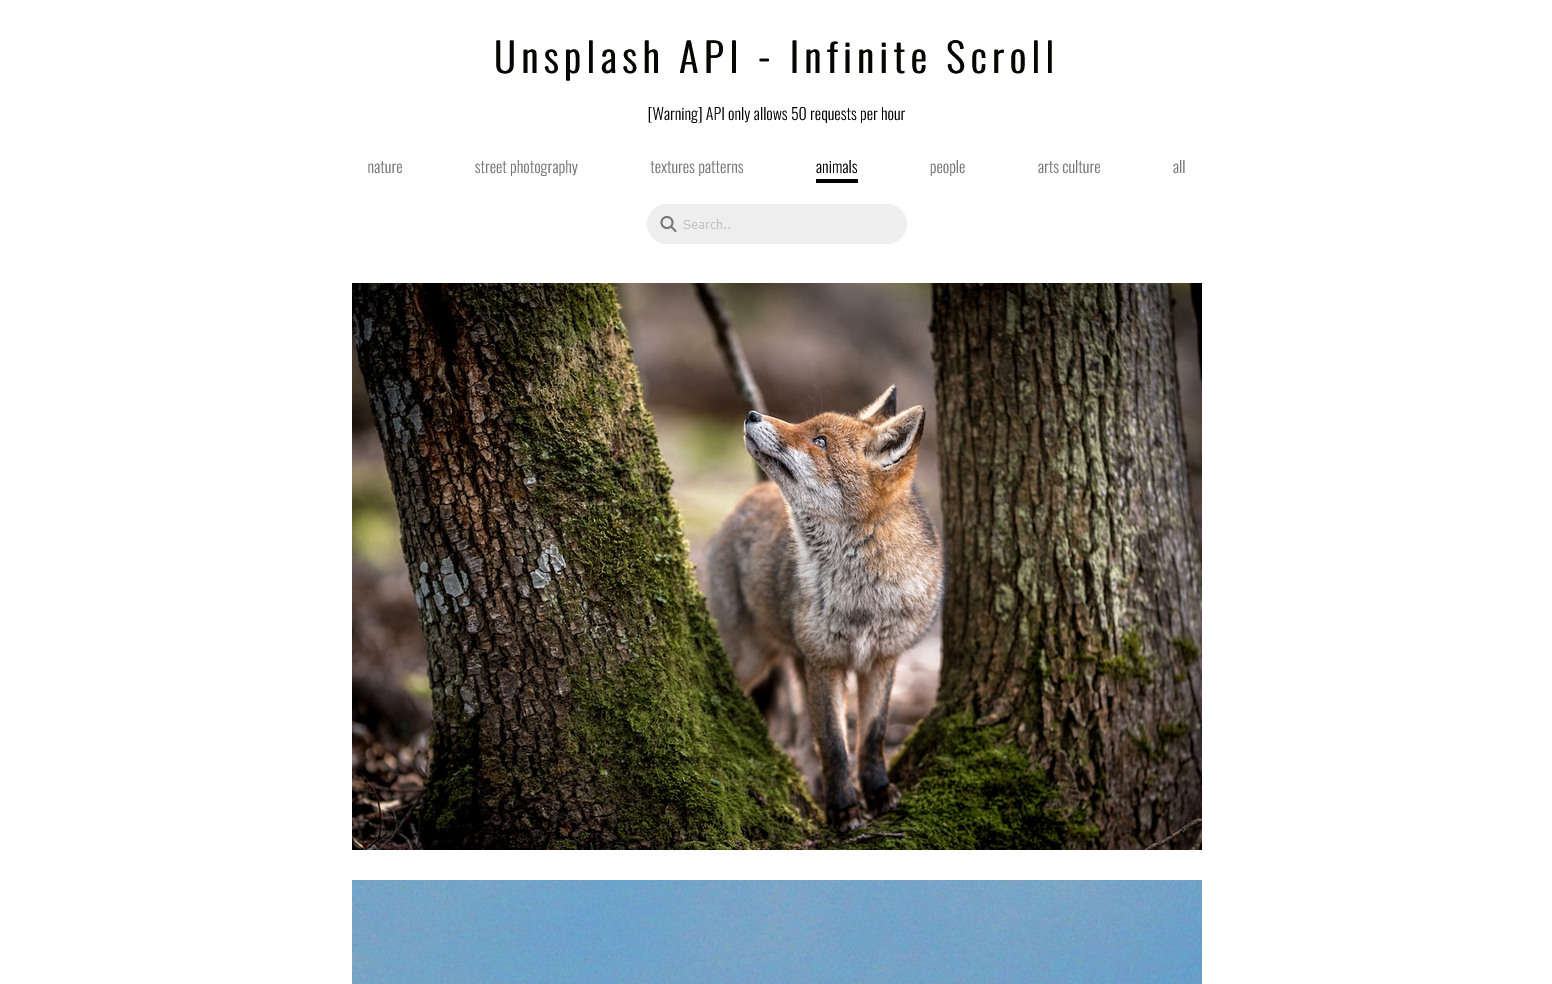 Unsplash API - Infinite Scroll
[Warning] API only allows 50 requests per hour
nature street photography textures patterns animals people arts culture all
Search..